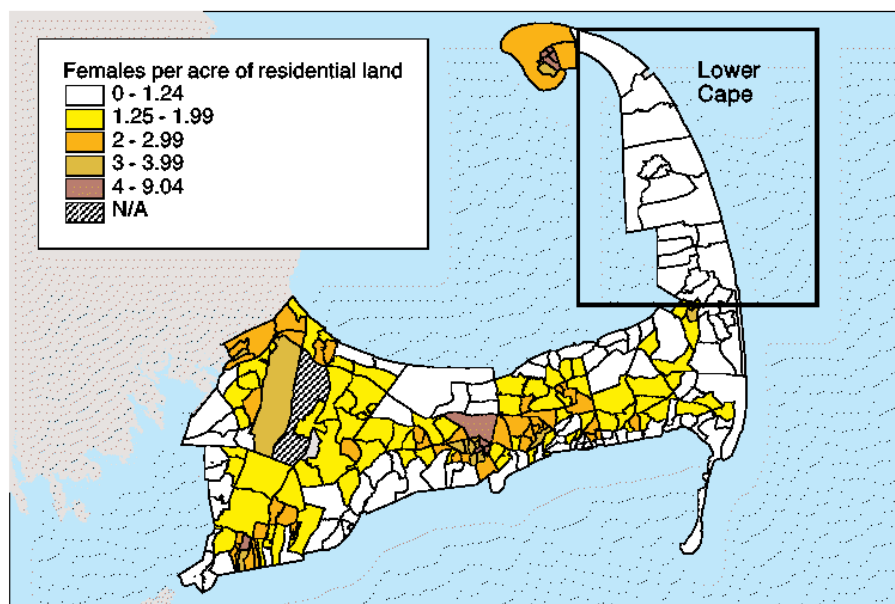 Females per acre of residential land
0 - 1.24
1.25 - 1.99
2 - 2.99
3 - 3.99
4 - 9.04
N/A
Lower
Cape